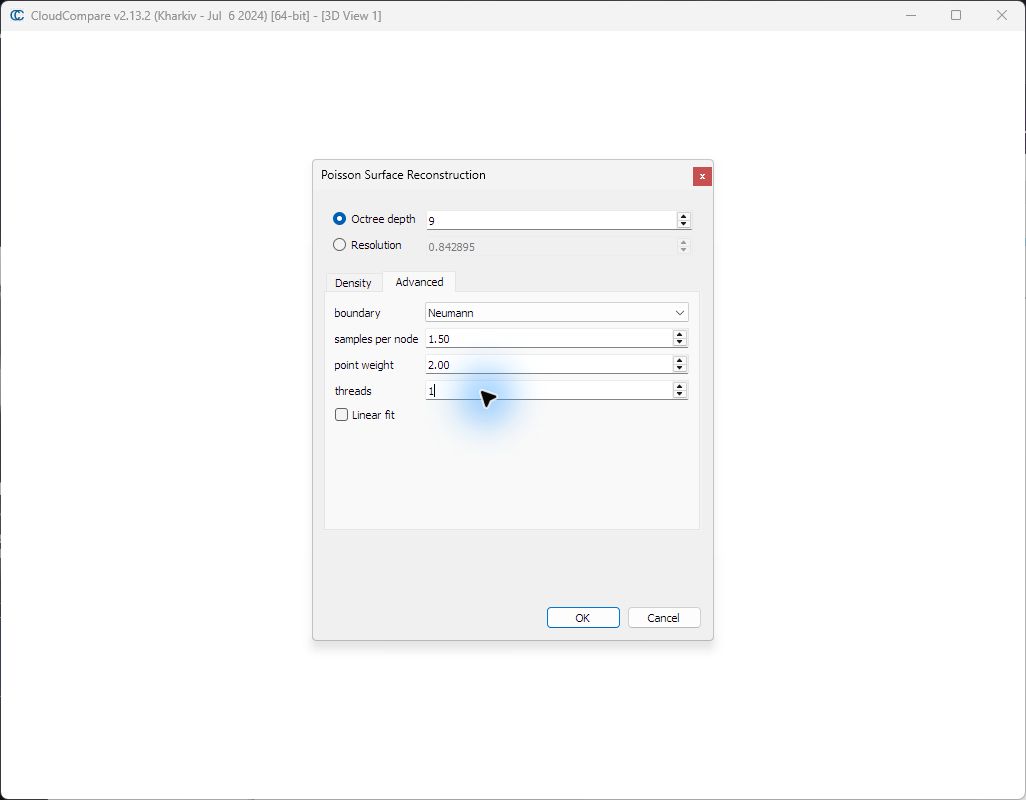 CloudCompare v2.13.2 (Kharkiv - Jul  6 2024) [64-bit] - [3D View 1]
Poisson Surface Reconstruction
x
Octree depth 9
Resolution 0.842895
Density Advanced
boundary Neumann
samples per node 1.50
point weight 2.00
threads 1
Linear fit
OK Cancel